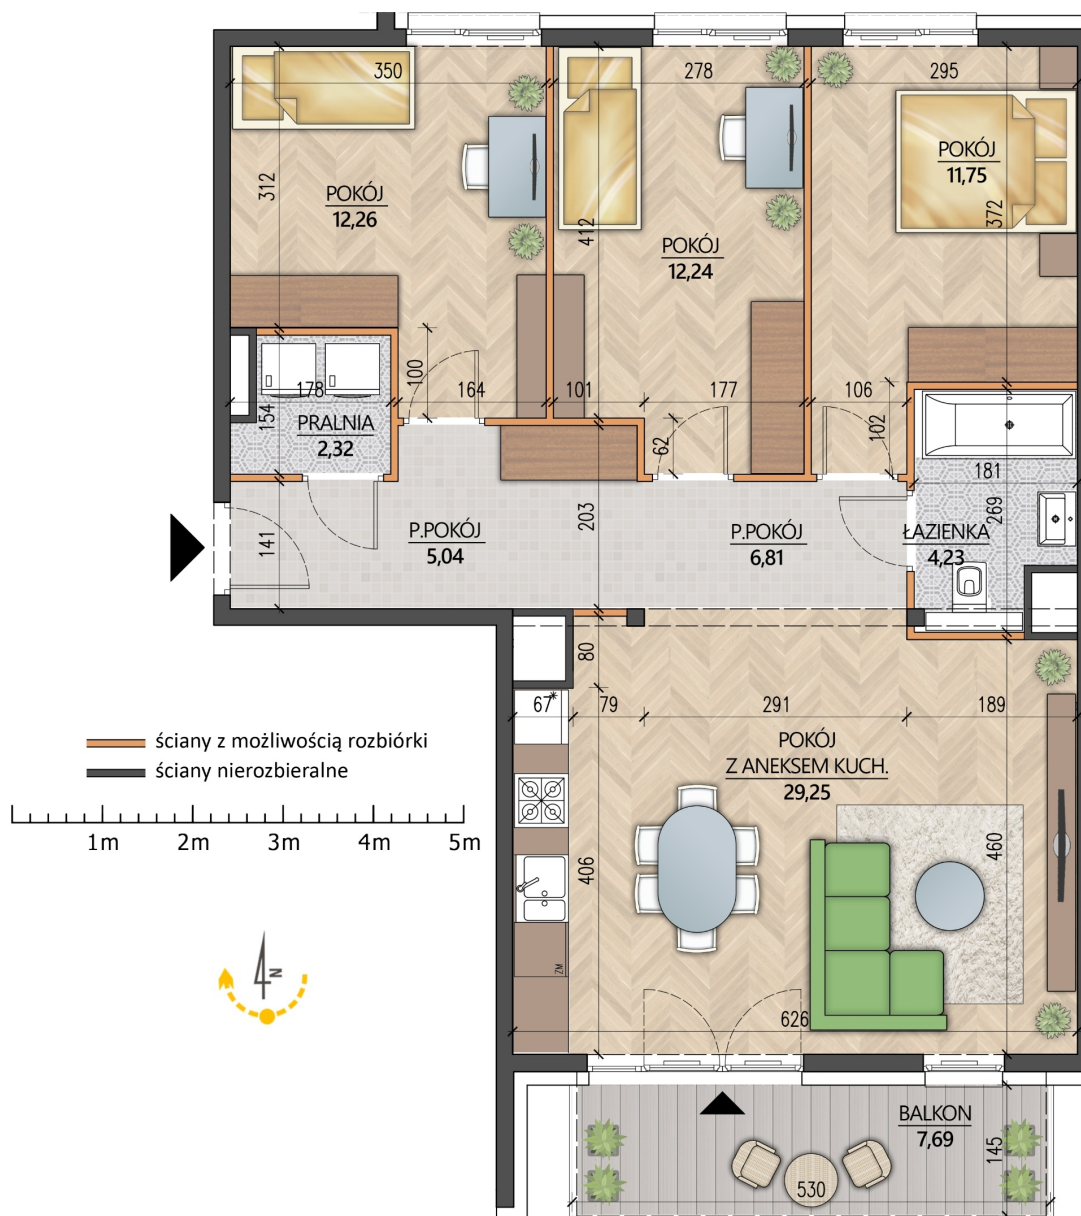 350
278
295
POKÓJ
11,75
312
POKÓJ
12,26
412
372
POKÓJ
12,24
100
178
164
101
177
106
154
PRALNIA
2,32
62
102
181
141
P.POKÓJ
5,04
203
P.POKÓJ
6,81
269
ŁAZIENKA
4,23
80
67*
79
291
189
ściany z możliwością rozbiórki
ściany nierozbieralne
POKÓJ
Z ANEKSEM KUCH.
29,25
1m 2m 3m 4m 5m
406
460
N
ZM
626
BALKON
7,69
145
530